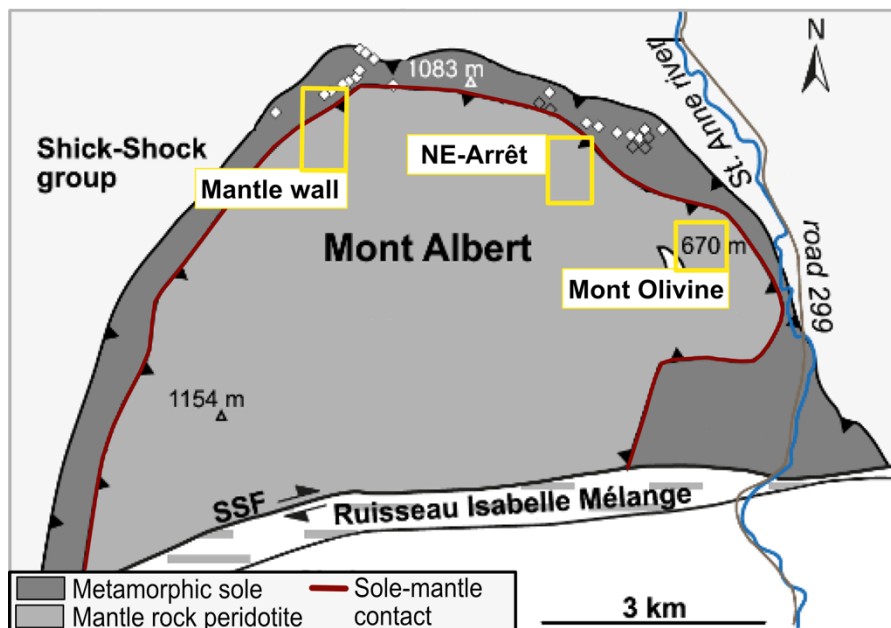 N
1083 m
St. Anne river
Shick-Shock
group
NE-Arrêt
Mantle wall
Mont Albert
670 m
Mont Olivine
road 299
1154 m
SSF
Ruisseau Isabelle Mélange
Metamorphic sole
Sole-mantle
contact
Mantle rock peridotite
3 km